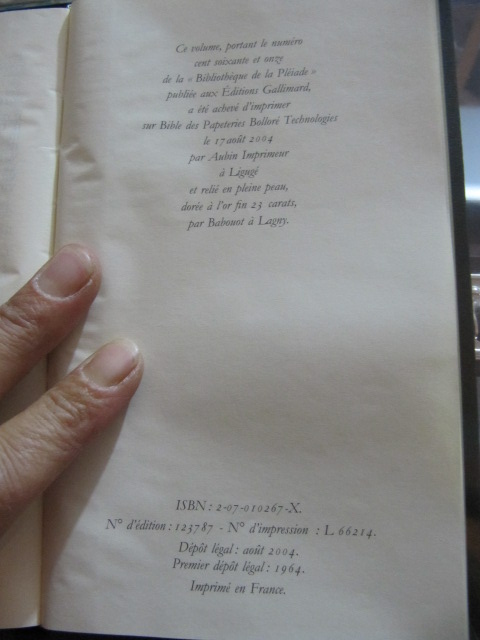 Ce volume, portant le numéro
cent soixante et onze
de la « Bibliothèque de la Pléiade »
publiée aux Éditions Gallimard,
a été achevé d'imprimer
sur Bible des Papeteries Bolloré Technologies
le 17 août 2004
par Aubin Imprimeur
à Ligugé
et relié en pleine peau,
dorée à l'or fin 23 carats,
par Babouot à Lagny.
ISBN : 2-07-010267-X.
N° d'édition : 123787 - N° d'impression : L 66214.
Dépôt légal : août 2004.
Premier dépôt légal : 1964.
Imprimé en France.